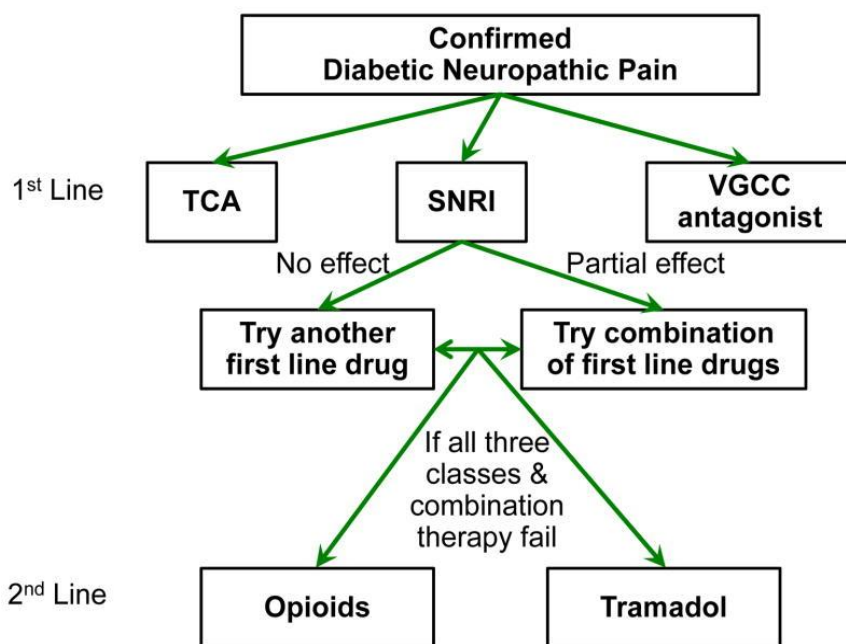 Confirmed
Diabetic Neuropathic Pain
1st Line
TCA
SNRI
VGCC
antagonist
No effect
Partial effect
Try another
first line drug
Try combination
of first line drugs
If all three
classes &
combination
therapy fail
2nd Line
Opioids
Tramadol